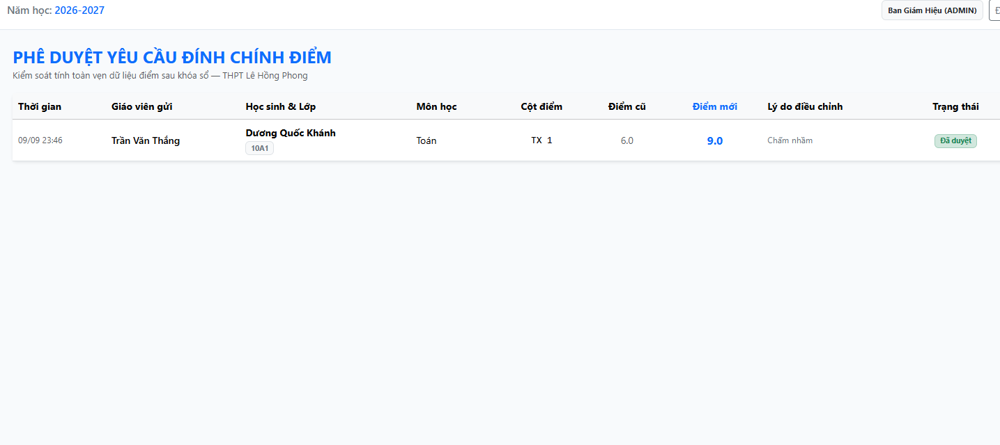 Năm học: 2026-2027
Ban Giám Hiệu (ADMIN)
PHÊ DUYỆT YÊU CẦU ĐÍNH CHÍNH ĐIỂM
Kiểm soát tính toàn vẹn dữ liệu điểm sau khóa sổ — THPT Lê Hồng Phong
Thời gian Giáo viên gửi Học sinh & Lớp Môn học Cột điểm Điểm cũ Điểm mới Lý do điều chỉnh Trạng thái
09/09 23:46 Trần Văn Thắng Dương Quốc Khánh Toán TX 1 6.0 9.0 Chấm nhầm Đã duyệt
10A1